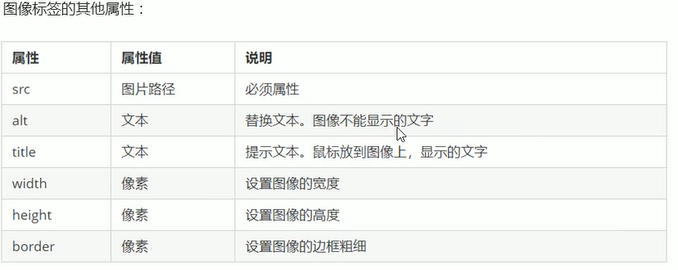 图像标签的其他属性：
属性 属性值 说明
src 图片路径 必须属性
alt 文本 替换文本。图像不能显示的文字
title 文本 提示文本。鼠标放到图像上，显示的文字
width 像素 设置图像的宽度
height 像素 设置图像的高度
border 像素 设置图像的边框粗细